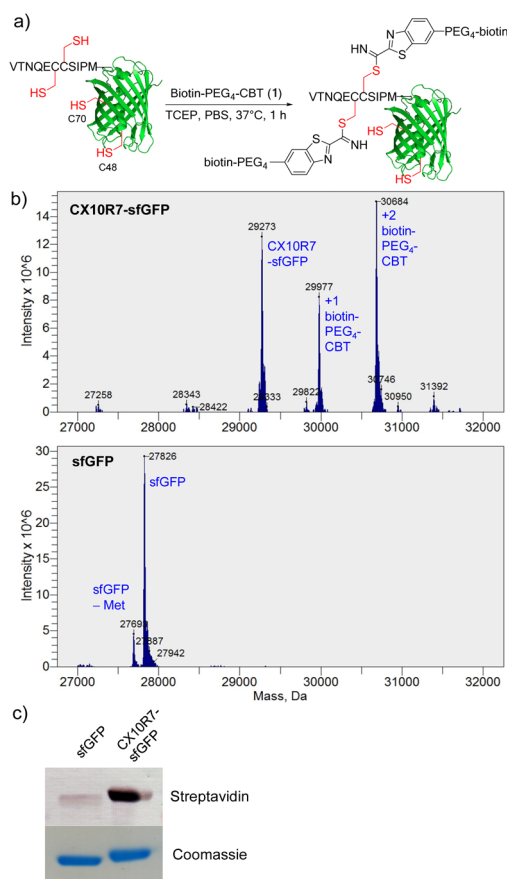 a)
SH
VTNQECCSIPM
HS
HS
C70
HS
C48
Biotin-PEG4-CBT (1)
TCEP, PBS, 37°C, 1 h
PEG4-biotin
S
N
NH
S
VTNQECCSIPM
S
S
N
NH
biotin-PEG4
HS
HS
b)
CX10R7-sfGFP
Intensity x 10^6
14
12
10
8
6
4
2
0
27258
28343
28422
29273
CX10R7
-sfGFP
29822
29977
+1
biotin-
PEG4-
CBT
30684
+2
biotin-
PEG4-
CBT
30746
30950
31392
27000 28000 29000 30000 31000 32000
sfGFP
Intensity x 10^6
30
25
20
15
10
5
0
27826
sfGFP
sfGFP
– Met
27942
27000 28000 29000 30000 31000 32000
Mass, Da
c)
sfGFP
CX10R7-
sfGFP
Streptavidin
Coomassie